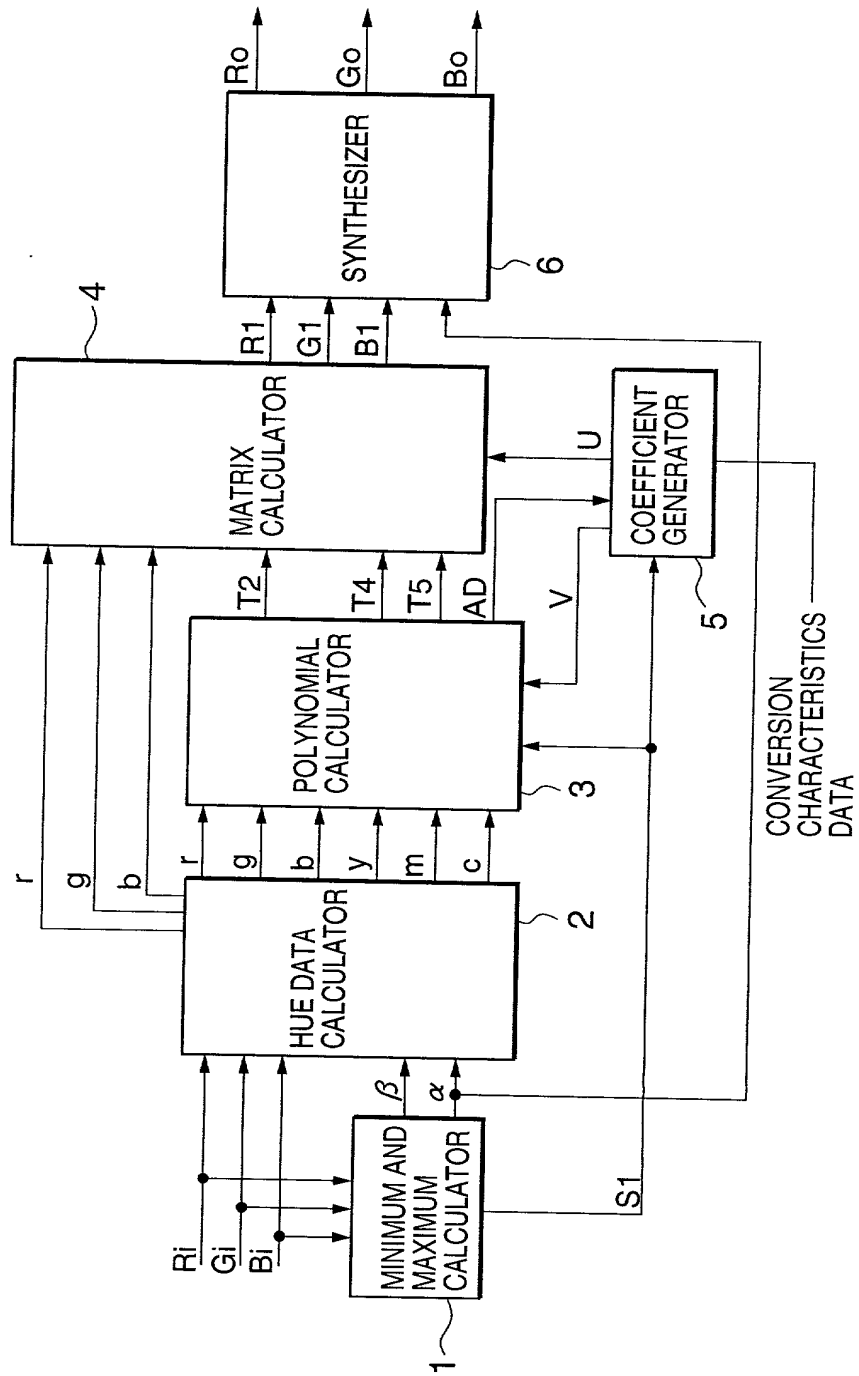 Ri
Gi
Bi
MINIMUM AND
MAXIMUM
CALCULATOR
1
β
α
S1
HUE DATA
CALCULATOR
2
r
g
b
r
g
b
y
m
c
POLYNOMIAL
CALCULATOR
3
T2
T4
T5
AD
V
MATRIX
CALCULATOR
4
U
COEFFICIENT
GENERATOR
5
CONVERSION
CHARACTERISTICS
DATA
R1
G1
B1
SYNTHESIZER
6
Ro
Go
Bo